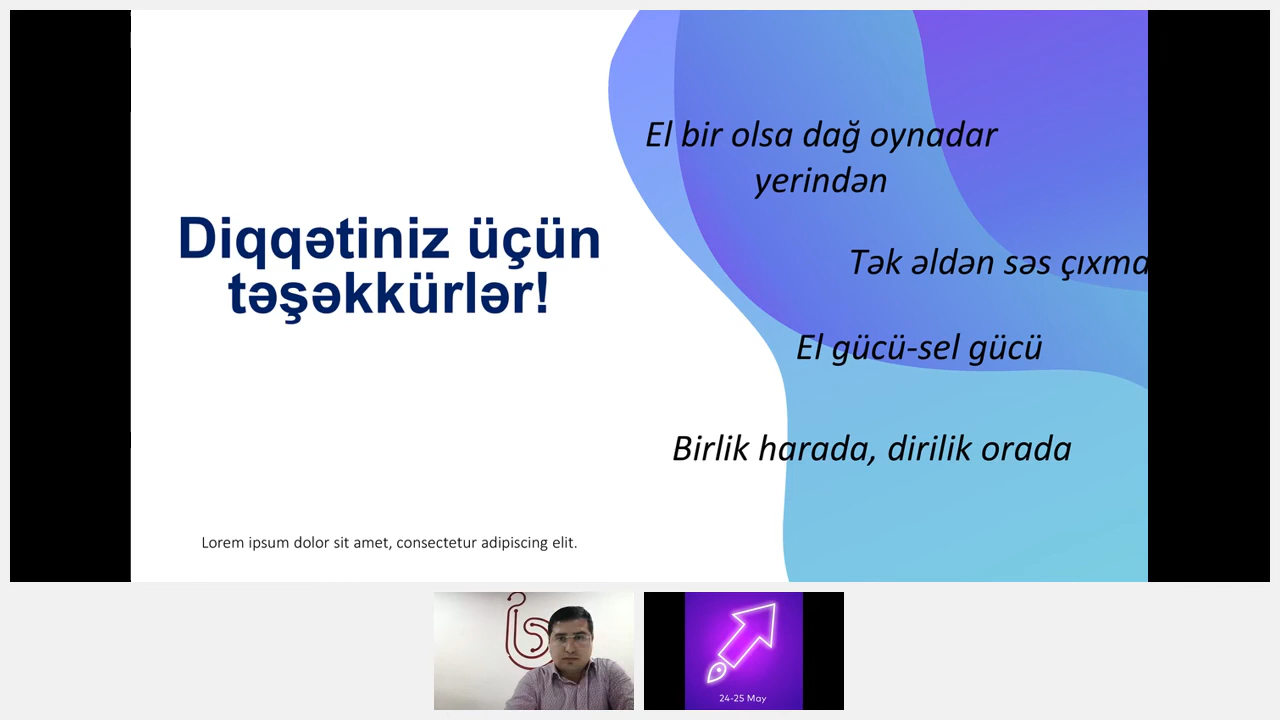 Diqqətiniz üçün
təşəkkürlər!
El bir olsa dağ oynadar
yerindən
Tək əldən səs çıxma
El gücü-sel gücü
Birlik harada, dirilik orada
Lorem ipsum dolor sit amet, consectetur adipiscing elit.
24-25 May